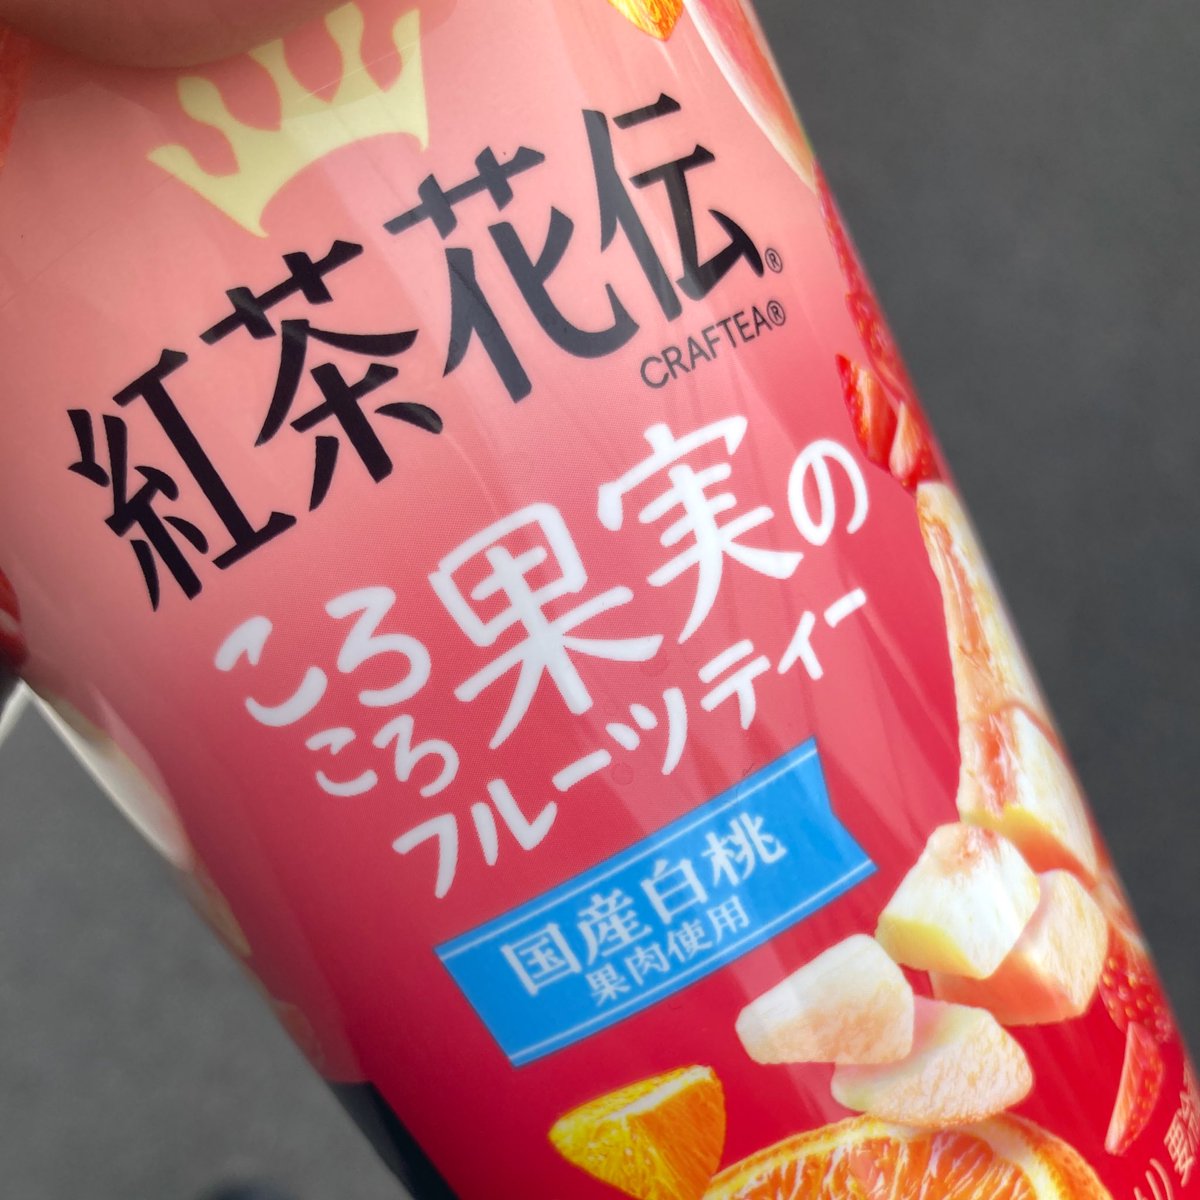 紅茶花伝®
CRAFTEA®
ころころ果実の
フルーツティー
国産白桃
果肉使用